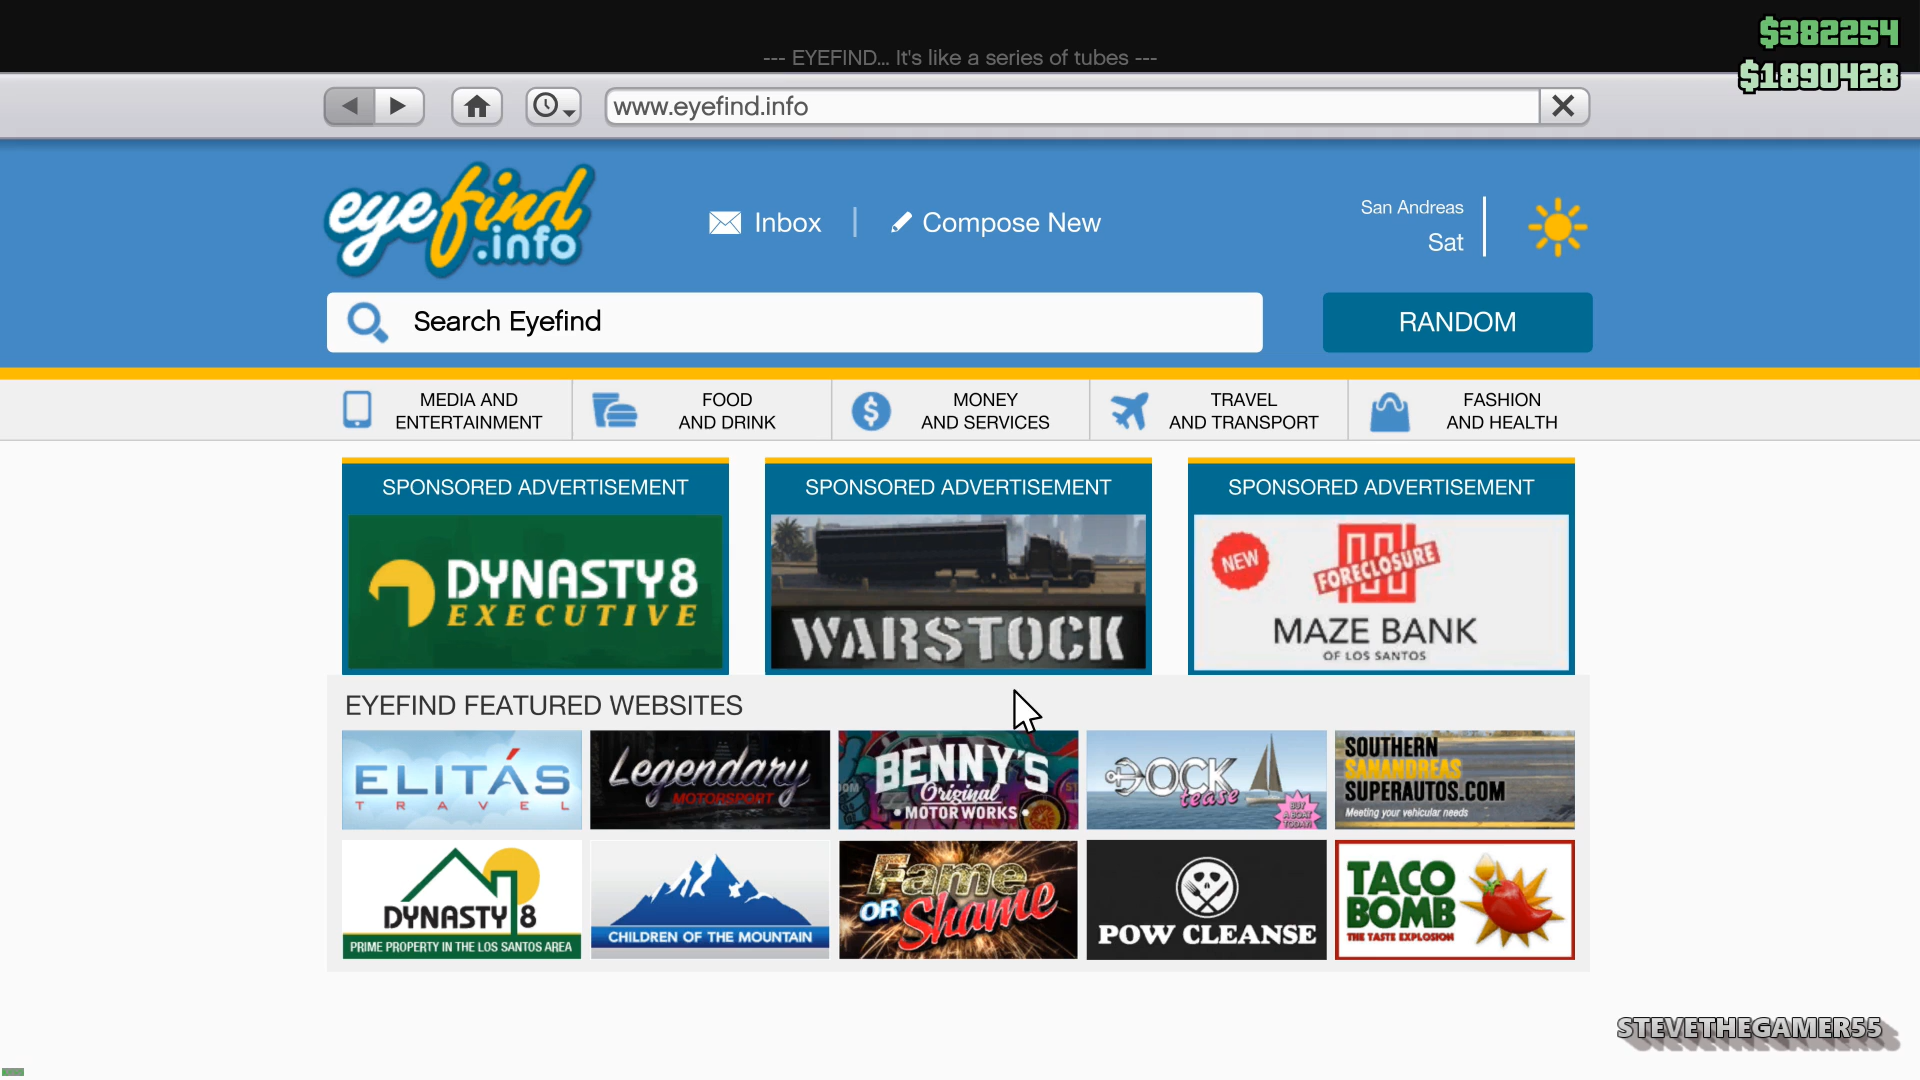 $382254
--- EYEFIND... It's like a series of tubes ---
$1890428
www.eyefind.info
eyefind
.info
Inbox
Compose New
San Andreas
Sat
Search Eyefind
RANDOM
MEDIA AND
ENTERTAINMENT
FOOD
AND DRINK
MONEY
AND SERVICES
TRAVEL
AND TRANSPORT
FASHION
AND HEALTH
SPONSORED ADVERTISEMENT
DYNASTY8
EXECUTIVE
SPONSORED ADVERTISEMENT
WARSTOCK
SPONSORED ADVERTISEMENT
NEW
FORECLOSURE
MAZE BANK
OF LOS SANTOS
EYEFIND FEATURED WEBSITES
ELITÁS
TRAVEL
Legendary
MOTORSPORT
BENNY'S
Original
• MOTOR WORKS •
DOCK
tease
BUY
A BOAT
TODAY!
SOUTHERN
SANANDREAS
SUPERAUTOS.COM
Meeting your vehicular needs
DYNASTY 8
PRIME PROPERTY IN THE LOS SANTOS AREA
CHILDREN OF THE MOUNTAIN
Fame
OR Shame
POW CLEANSE
TACO
BOMB
THE TASTE EXPLOSION
STEVETHEGAMER55